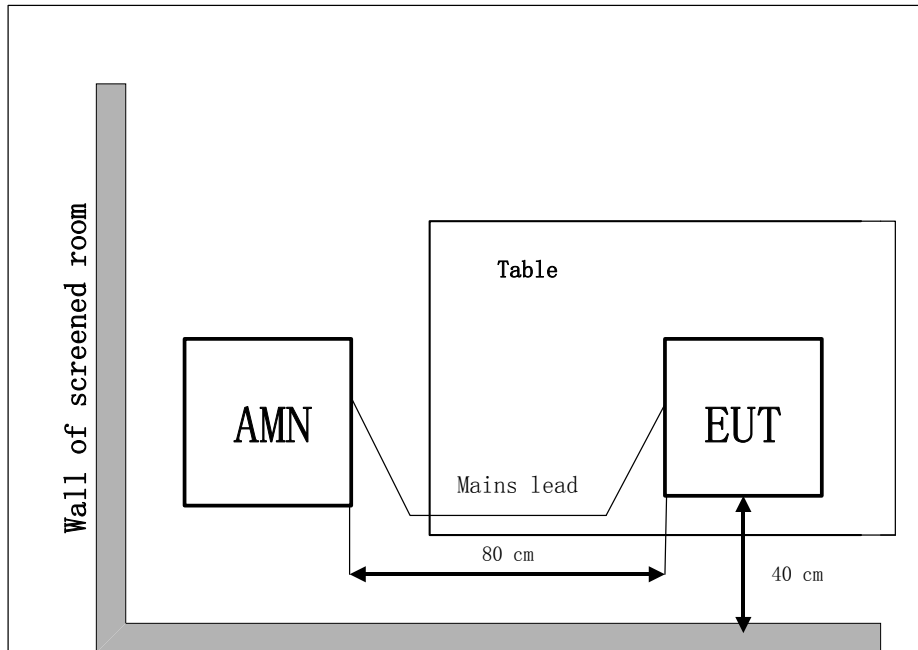 Wall of screened room
Table
AMN
EUT
Mains lead
80 cm
40 cm